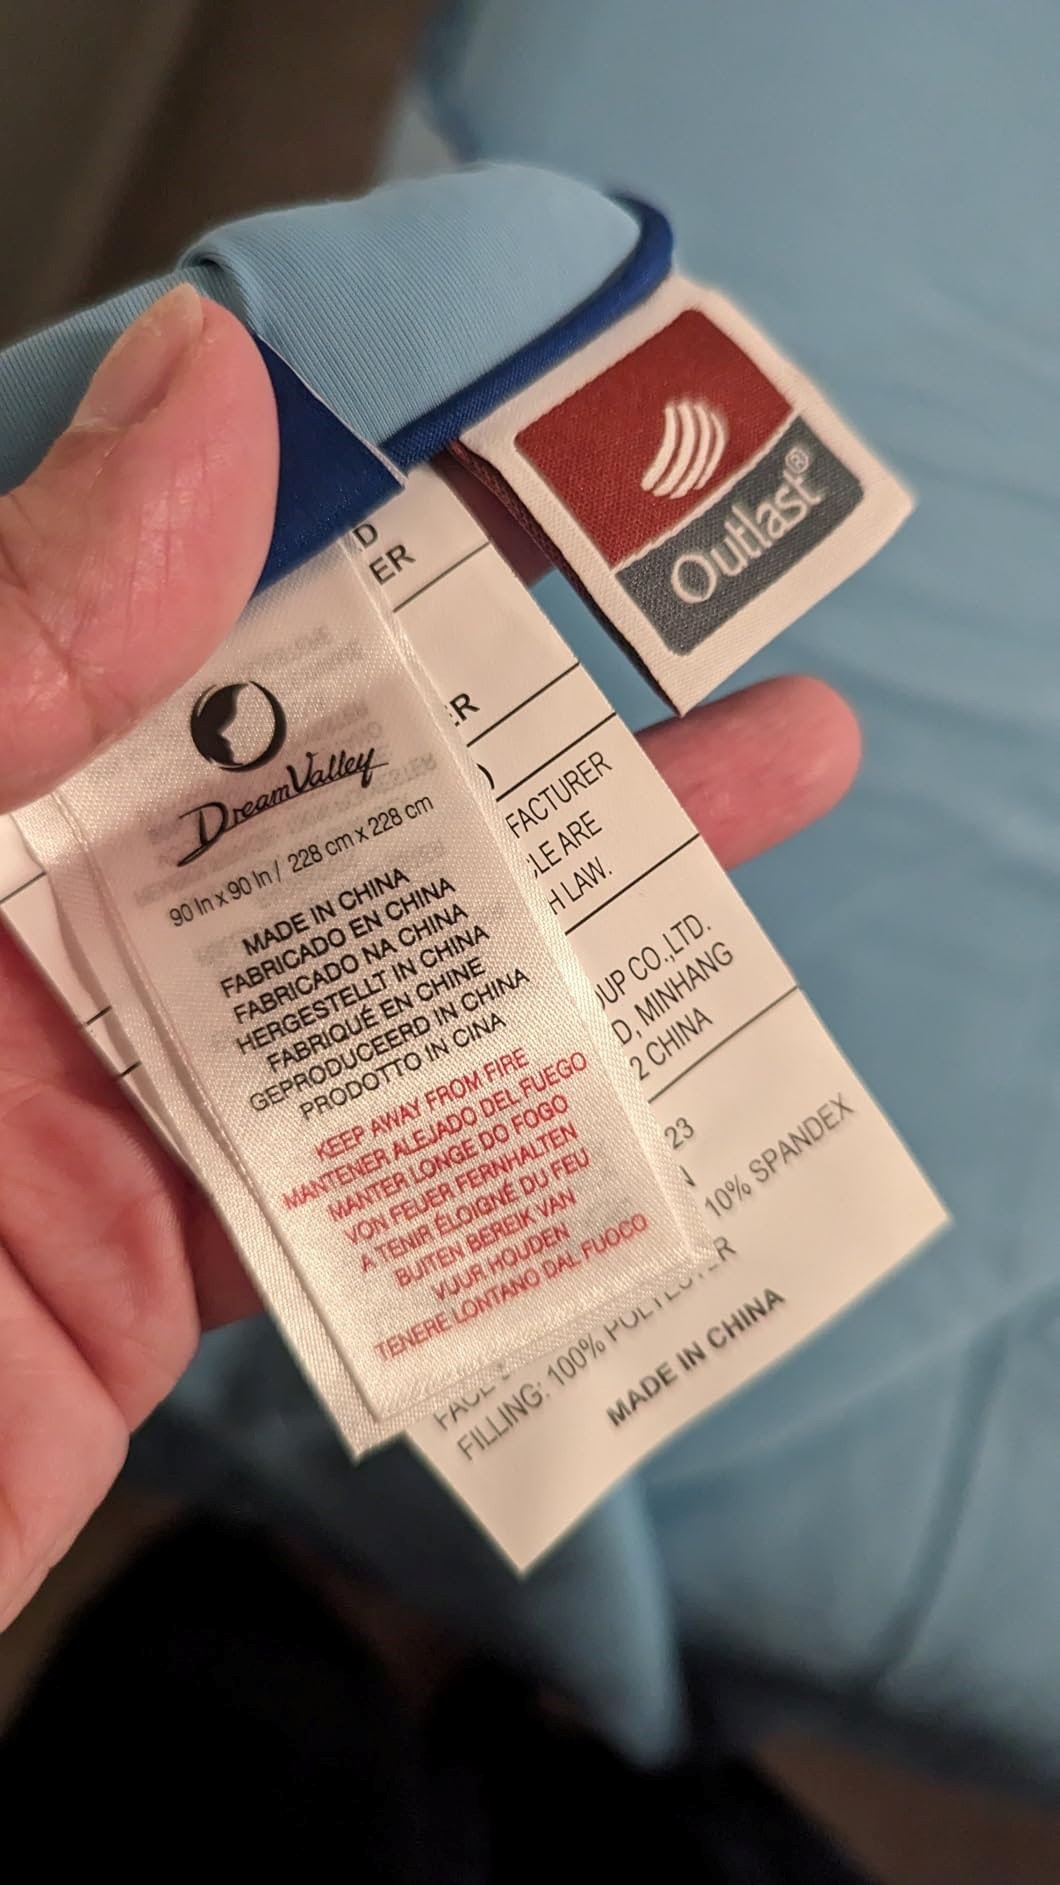 Outlast®
D
ER
ER
FACTURER
LE ARE
H LAW.
UP CO.,LTD.
D, MINHANG
2 CHINA
23
N
10% SPANDEX
FILLING: 100% POLYESTER
MADE IN CHINA
Dream Valley
90 In x 90 In / 228 cm x 228 cm
MADE IN CHINA
FABRICADO EN CHINA
FABRICADO NA CHINA
HERGESTELLT IN CHINA
FABRIQUÉ EN CHINE
GEPRODUCEERD IN CHINA
PRODOTTO IN CINA
KEEP AWAY FROM FIRE
MANTENER ALEJADO DEL FUEGO
MANTER LONGE DO FOGO
VON FEUER FERNHALTEN
A TENIR ÉLOIGNÉ DU FEU
BUITEN BEREIK VAN
VUUR HOUDEN
TENERE LONTANO DAL FUOCO